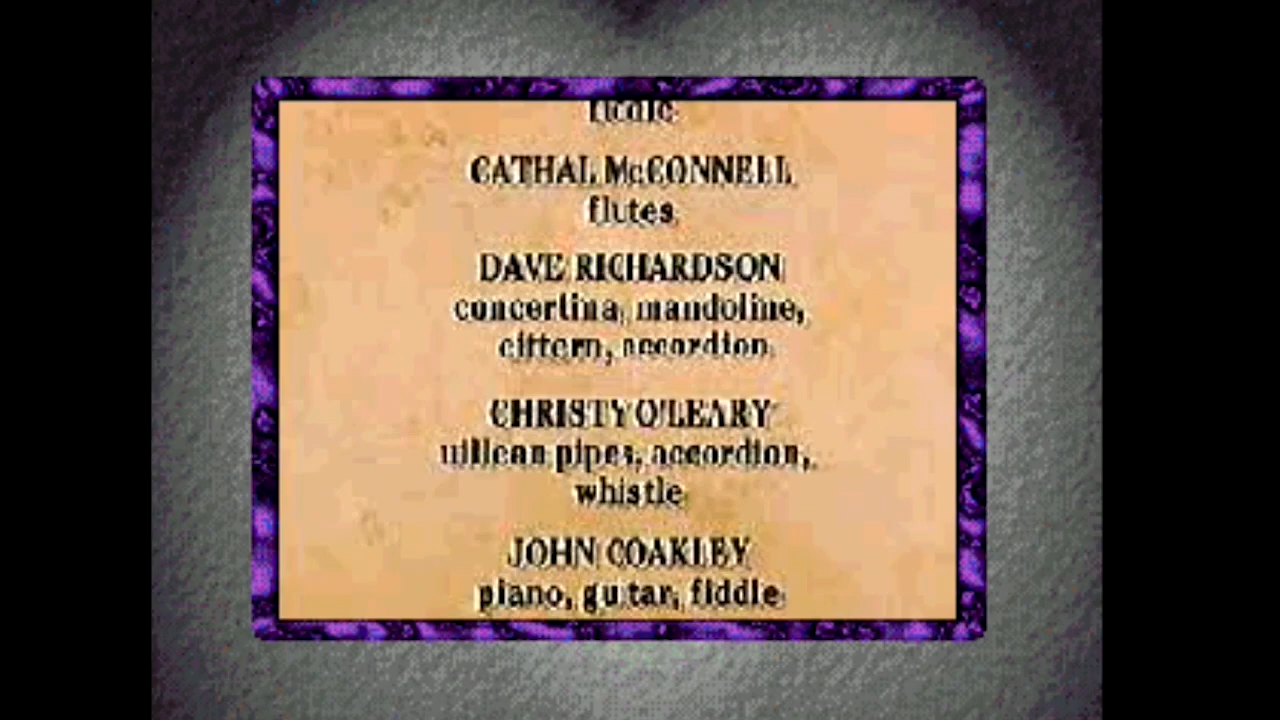 CATHAL McCONNELL
flutes
DAVE RICHARDSON
concertina, mandoline,
cittern, accordion
CHRISTY O'LEARY
uillean pipes, accordion,
whistle
JOHN COAKLEY
piano, guitar, fiddle